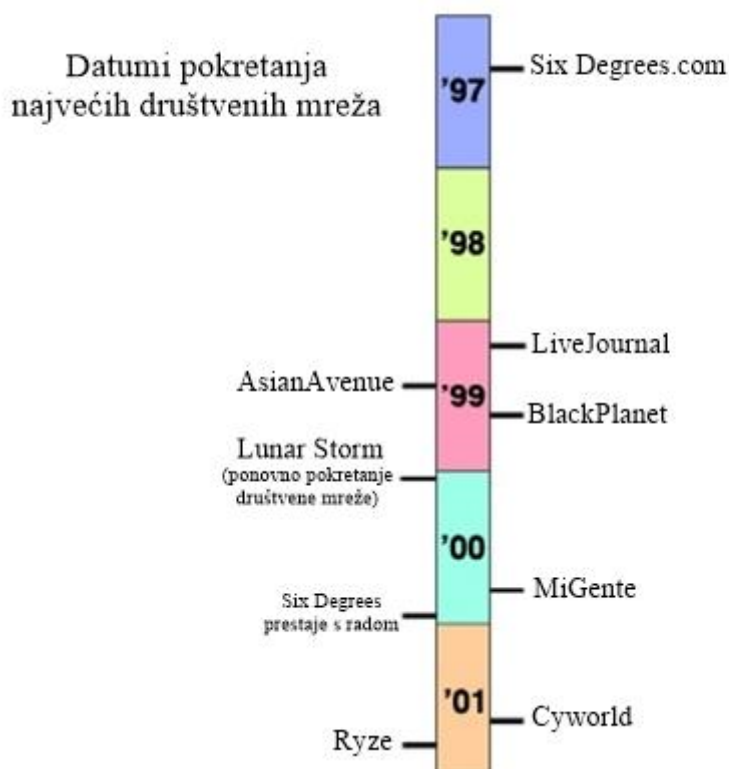 Datumi pokretanja
najvećih društvenih mreža
'97
Six Degrees.com
'98
LiveJournal
AsianAvenue
'99
BlackPlanet
Lunar Storm
(ponovno pokretanje
društvene mreže)
'00
MiGente
Six Degrees
prestaje s radom
'01
Cyworld
Ryze